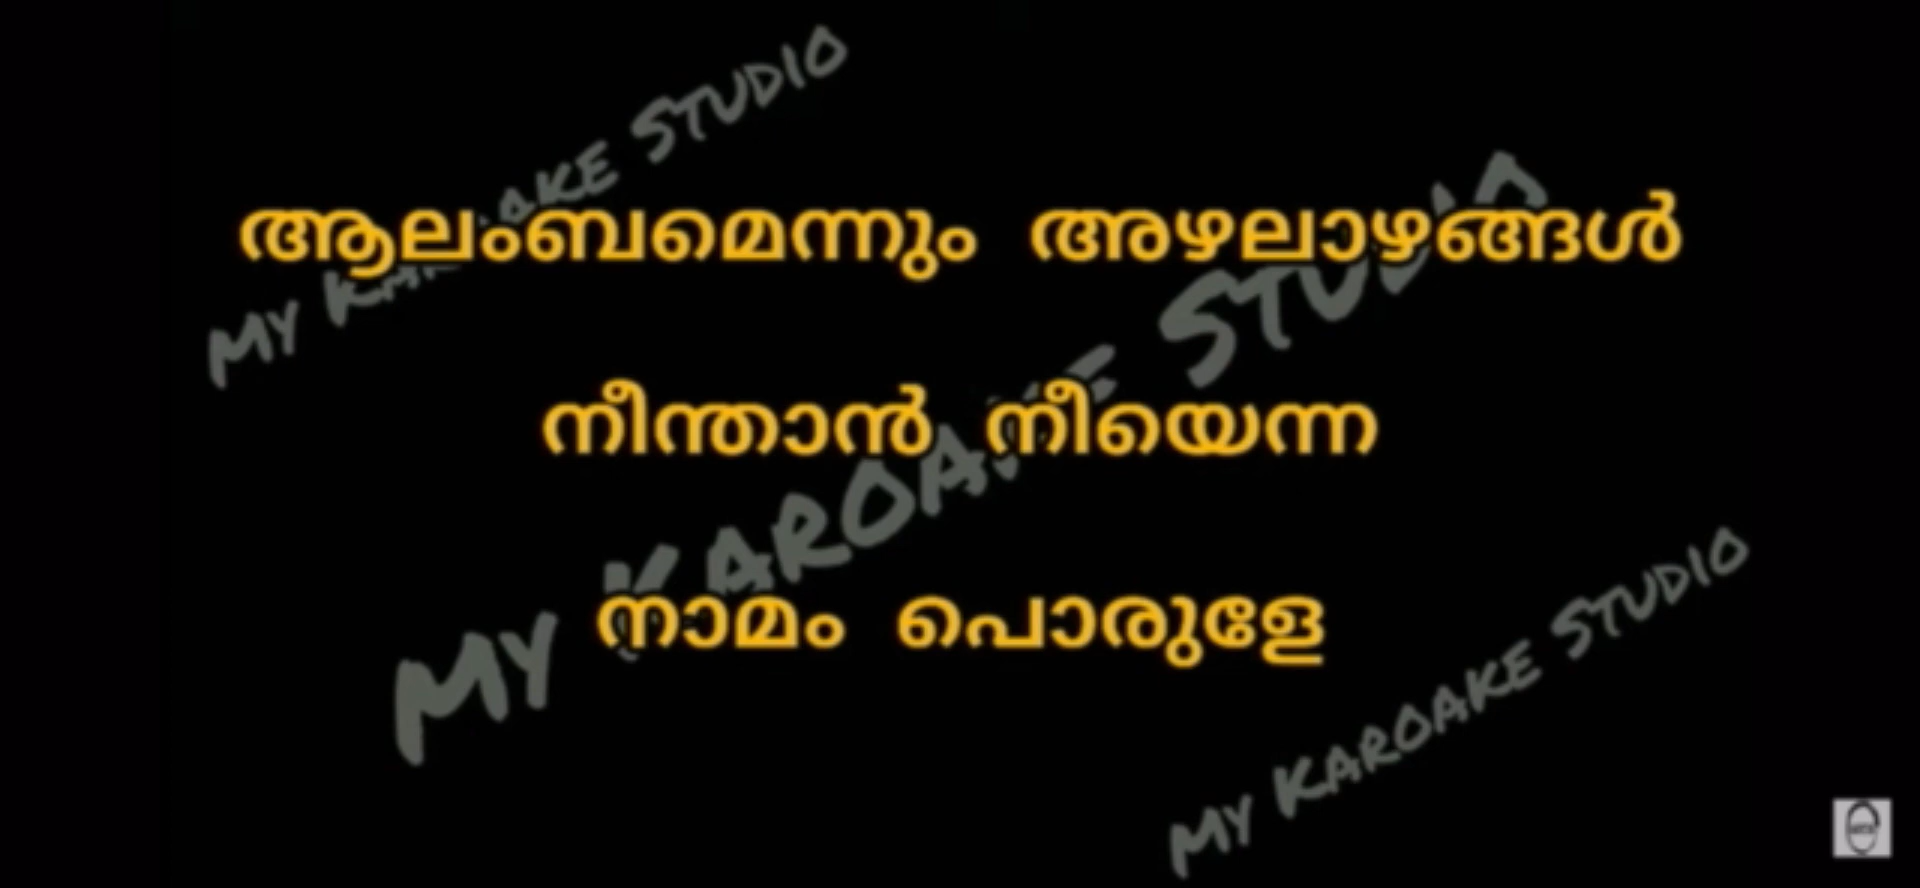 MY KAROAKE STUDIO
ആലംബമെന്നും അഴലാഴങ്ങൾ
MY KAROAKE STUDIO
നീന്താൻ നീയെന്ന
നാമം പൊരുളേ
MY KAROAKE STUDIO